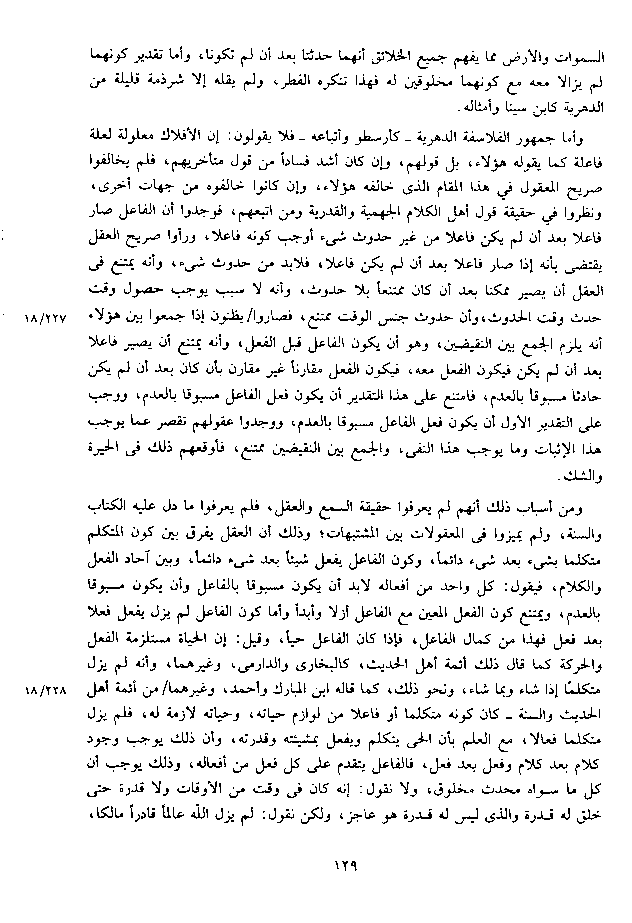 السموات والأرض مما يفهم جميع الخلائق أنهما حدثتا بعد أن لم تكونا، وأما تقدير كونهما
لم يزالا معه مع كونهما مخلوقين له فهذا تنكره الفطر، ولم يقله إلا شرذمة قليلة من
الدهرية كابن سينا وأمثاله.
وأما جمهور الفلاسفة الدهرية ـ كأرسطو وأتباعه ـ فلا يقولون: إن الأفلاك معلولة لعلة
فاعلة كما يقوله هؤلاء، بل قولهم، وإن كان أشد فساداً من قول متأخريهم، فلم يخالفوا
صريح المعقول في هذا المقام الذى خالفه هؤلاء، وإن كانوا خالفوه من جهات أخرى،
ونظروا في حقيقة قول أهل الكلام الجهمية والقدرية ومن اتبعهم، فوجدوا أن الفاعل صار
فاعلا بعد أن لم يكن فاعلا من غير حدوث شىء أوجب كونه فاعلا، ورأوا صريح العقل
يقتضى بأنه إذا صار فاعلا بعد أن لم يكن فاعلا، فلابد من حدوث شىء، وأنه يمتنع فى
العقل أن يصير ممكنا بعد أن كان ممتنعاً بلا حدوث، وأنه لا سبب يوجب حصول وقت
حدث وقت الحدوث، وأن حدوث جنس الوقت ممتنع، فصاروا/ يظنون إذا جمعوا بين هؤلاء ١٨/٢٢٧
أنه يلزم الجمع بين النقيضين، وهو أن يكون الفاعل قبل الفعل، وأنه يمتنع أن يصير فاعلا
بعد أن لم يكن فيكون الفعل معه، فيكون الفعل مقارناً غير مقارن بأن كان بعد أن لم يكن
حادثا مسبوقا بالعدم، فامتنع على هذا التقدير أن يكون فعل الفاعل مسبوقا بالعدم، ووجب
على التقدير الأول أن يكون فعل الفاعل مسبوقا بالعدم، ووجدوا عقولهم تقصر عما يوجب
هذا الإثبات وما يوجب هذا النفى، والجمع بين النقيضين ممتنع، فأوقعهم ذلك فى الحيرة
والشك.
ومن أسباب ذلك أنهم لم يعرفوا حقيقة السمع والعقل، فلم يعرفوا ما دل عليه الكتاب
والسنة، ولم يميزوا فى المعقولات بين المشتبهات؛ وذلك أن العقل يفرق بين كون المتكلم
متكلما بشىء بعد شىء دائماً، وكون الفاعل يفعل شيئاً بعد شىء دائماً، وبين آحاد الفعل
والكلام، فيقول: كل واحد من أفعاله لابد أن يكون مسبوقا بالفاعل وأن يكون مسبوقا
بالعدم، ويمتنع كون الفعل المعين مع الفاعل أزلا وأبداً وأما كون الفاعل لم يزل يفعل فعلا
بعد فعل فهذا من كمال الفاعل، فإذا كان الفاعل حياً، وقيل: إن الحياة مستلزمة الفعل
والحركة كما قال ذلك أئمة أهل الحديث، كالبخارى والدارمى، وغيرهما، وأنه لم يزل
متكلمًا إذا شاء وبما شاء، ونحو ذلك، كما قاله ابن المبارك وأحمد، وغيرهما/ من أئمة أهل ١٨/٢٢٨
الحديث والسنة ـ كان كونه متكلما أو فاعلا من لوازم حياته، وحياته لازمة له، فلم يزل
متكلما فعالا، مع العلم بأن الحى يتكلم ويفعل بمشيئته وقدرته، وأن ذلك يوجب وجود
كلام بعد كلام وفعل بعد فعل، فالفاعل يتقدم على كل فعل من أفعاله، وذلك يوجب أن
كل ما سواه محدث مخلوق، ولا نقول: إنه كان فى وقت من الأوقات ولا قدرة حتى
خلق له قدرة والذى ليس له قدرة هو عاجز، ولكن نقول: لم يزل الله عالماً قادراً مالكا،
١٢٩